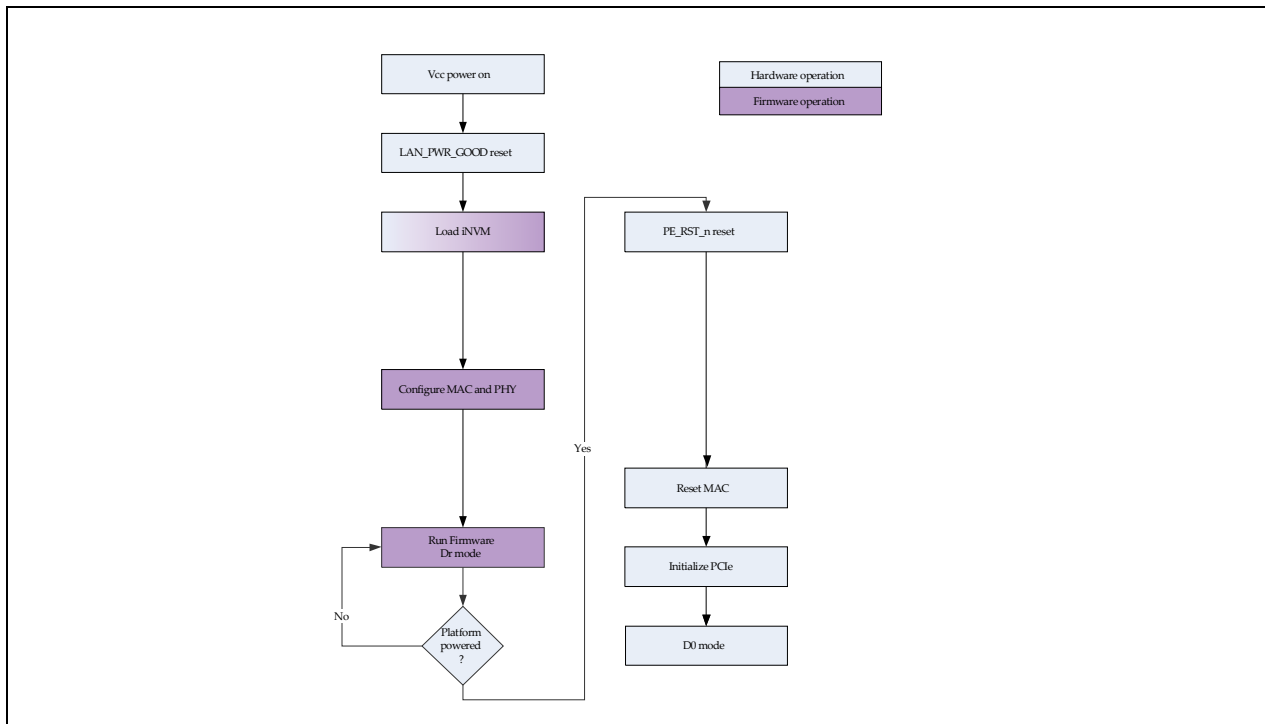 Vcc power on
LAN_PWR_GOOD reset
Load iNVM
Configure MAC and PHY
Run Firmware
Dr mode
Platform
powered
?
No
Yes
Hardware operation
Firmware operation
PE_RST_n reset
Reset MAC
Initialize PCIe
D0 mode